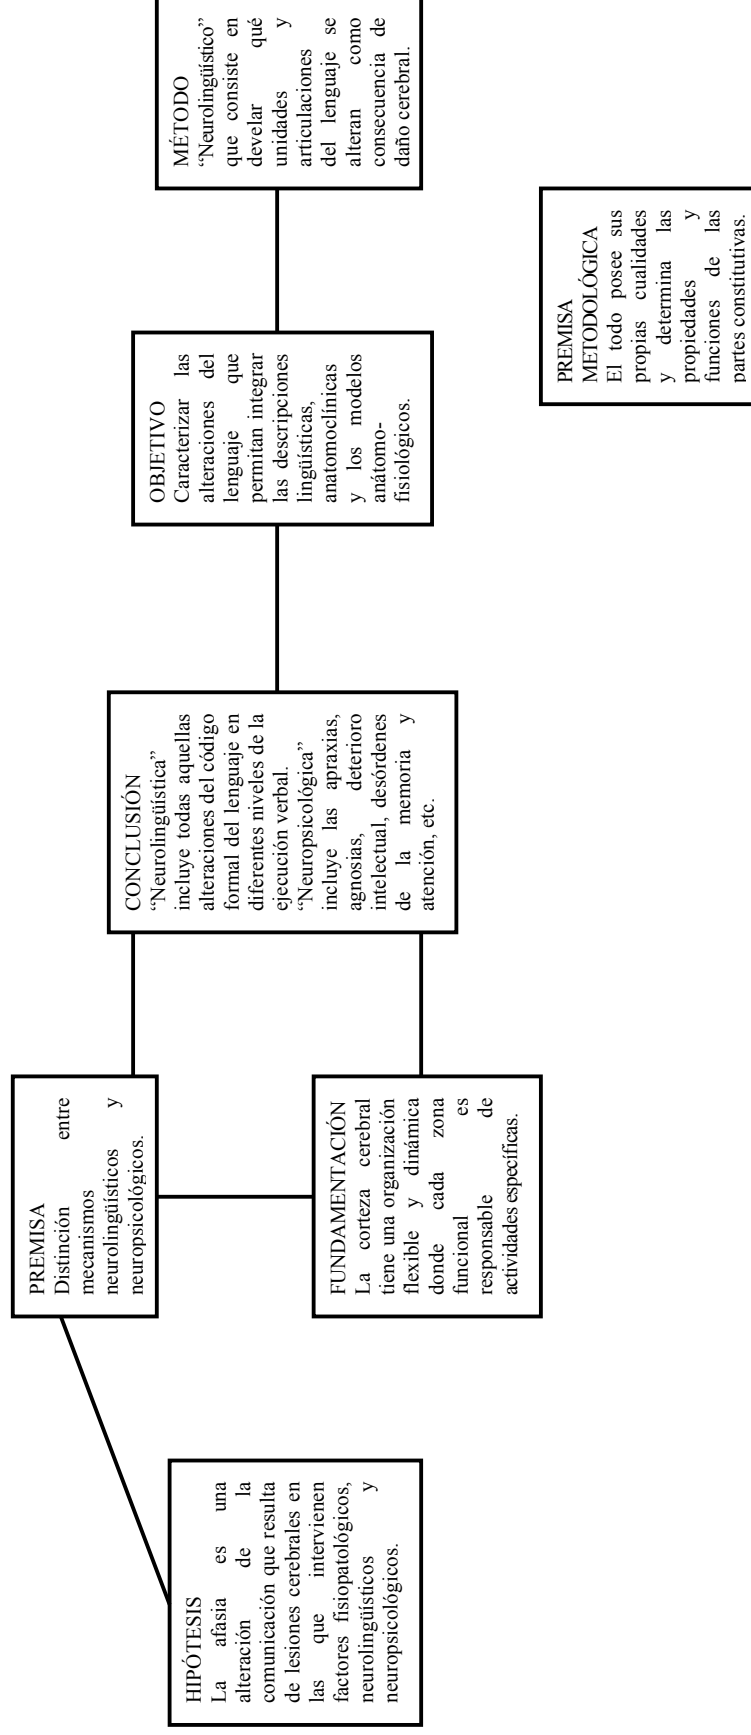 HIPÓTESIS
La afasia es una
alteración de la
comunicación que resulta
de lesiones cerebrales en
las que intervienen
factores fisiopatológicos,
neurolingüísticos y
neuropsicológicos.
PREMISA
Distinción entre
mecanismos
neurolingüísticos y
neuropsicológicos.
FUNDAMENTACIÓN
La corteza cerebral
tiene una organización
flexible y dinámica
donde cada zona
funcional es
responsable de
actividades específicas.
CONCLUSIÓN
“Neurolingüística”
incluye todas aquellas
alteraciones del código
formal del lenguaje en
diferentes niveles de la
ejecución verbal.
“Neuropsicológica”
incluye las apraxias,
agnosias, deterioro
intelectual, desórdenes
de la memoria y
atención, etc.
OBJETIVO
Caracterizar las
alteraciones del
lenguaje que
permitan integrar
las descripciones
lingüísticas,
anatomoclínicas
y los modelos
anátomo-
fisiológicos.
MÉTODO
“Neurolingüístico”
que consiste en
develar qué
unidades y
articulaciones
del lenguaje se
alteran como
consecuencia de
daño cerebral.
PREMISA
METODOLÓGICA
El todo posee sus
propias cualidades
y determina las
propiedades y
funciones de las
partes constitutivas.